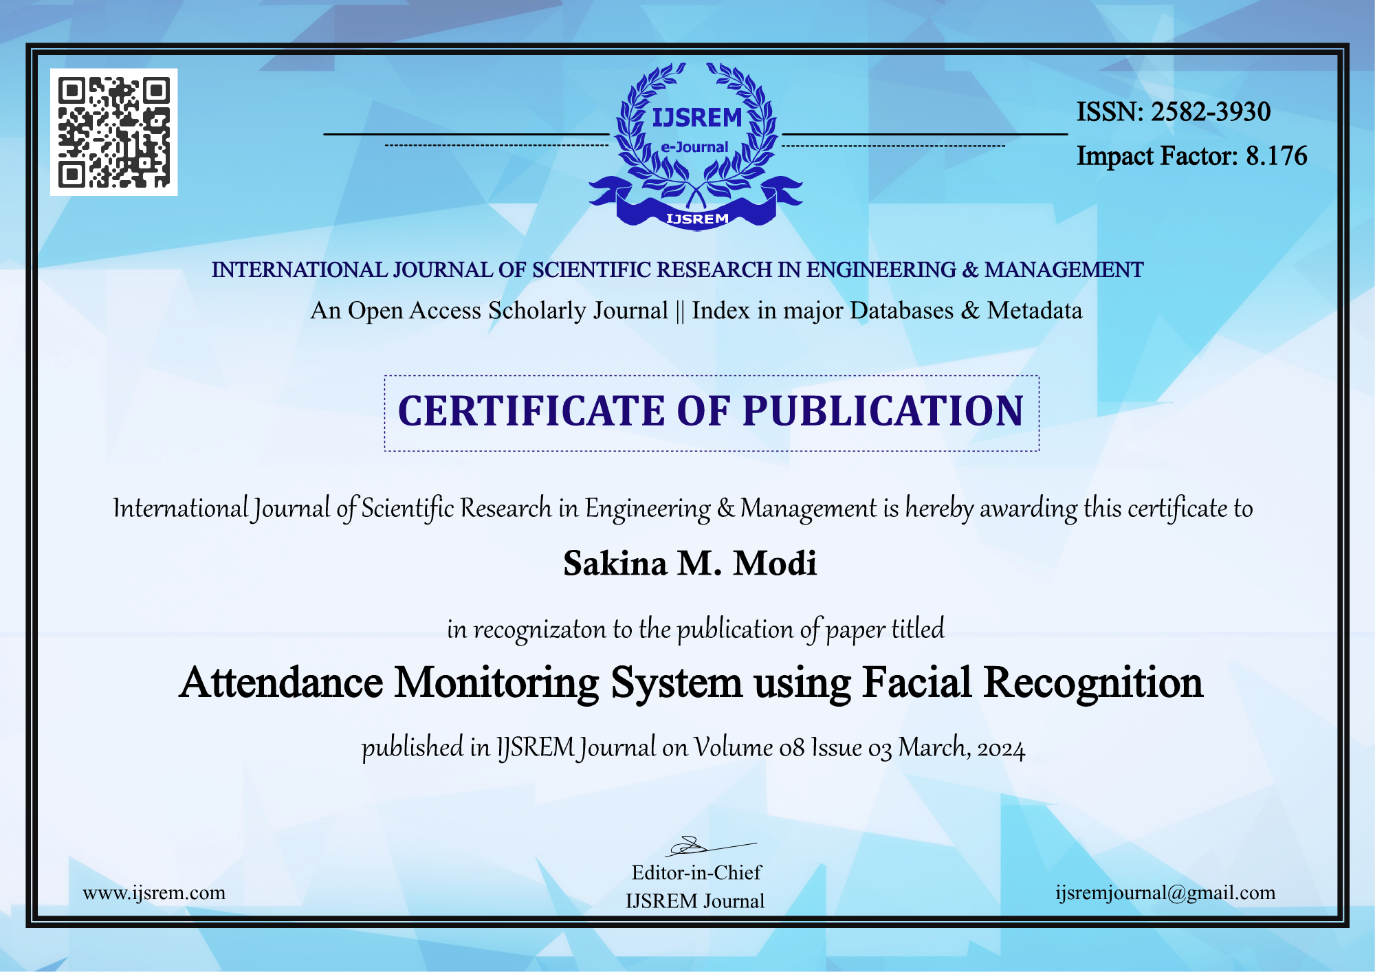 IJSREM
e-Journal
IJSREM
ISSN: 2582-3930
Impact Factor: 8.176
INTERNATIONAL JOURNAL OF SCIENTIFIC RESEARCH IN ENGINEERING & MANAGEMENT
An Open Access Scholarly Journal || Index in major Databases & Metadata
CERTIFICATE OF PUBLICATION
International Journal of Scientific Research in Engineering & Management is hereby awarding this certificate to
Sakina M. Modi
in recognizaton to the publication of paper titled
Attendance Monitoring System using Facial Recognition
published in IJSREM Journal on Volume 08 Issue 03 March, 2024
Editor-in-Chief
IJSREM Journal
www.ijsrem.com
ijsremjournal@gmail.com